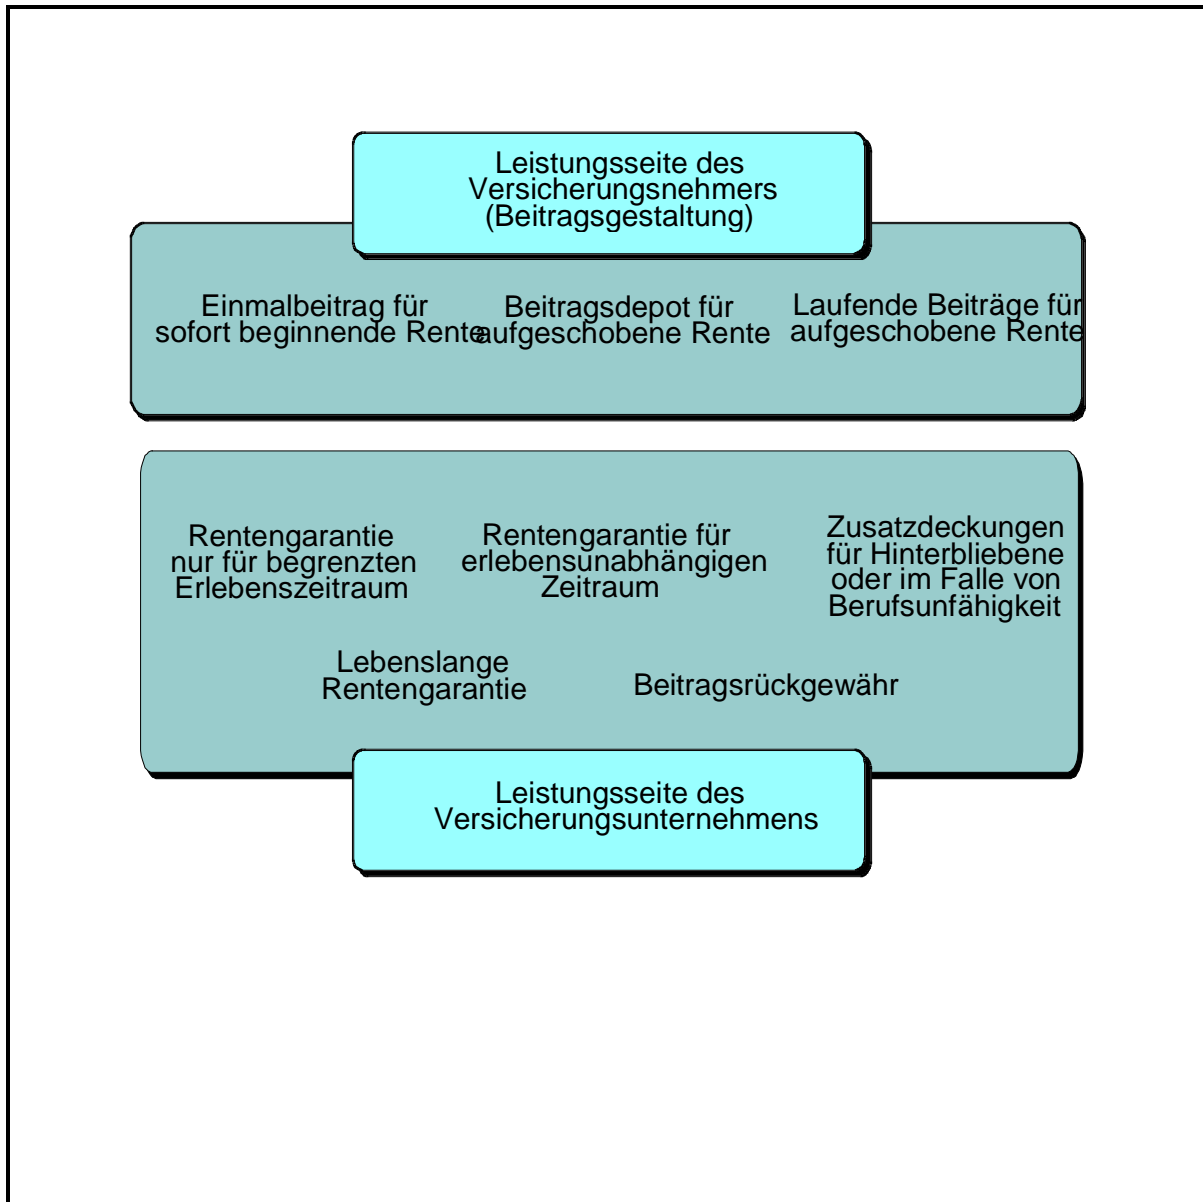 Leistungsseite des
Versicherungsnehmers
(Beitragsgestaltung)
Einmalbeitrag für
sofort beginnende Rente
Beitragsdepot für
aufgeschobene Rente
Laufende Beiträge für
aufgeschobene Rente
Rentengarantie
nur für begrenzten
Erlebenszeitraum
Rentengarantie für
erlebensunabhängigen
Zeitraum
Zusatzdeckungen
für Hinterbliebene
oder im Falle von
Berufsunfähigkeit
Lebenslange
Rentengarantie
Beitragsrückgewähr
Leistungsseite des
Versicherungsunternehmens